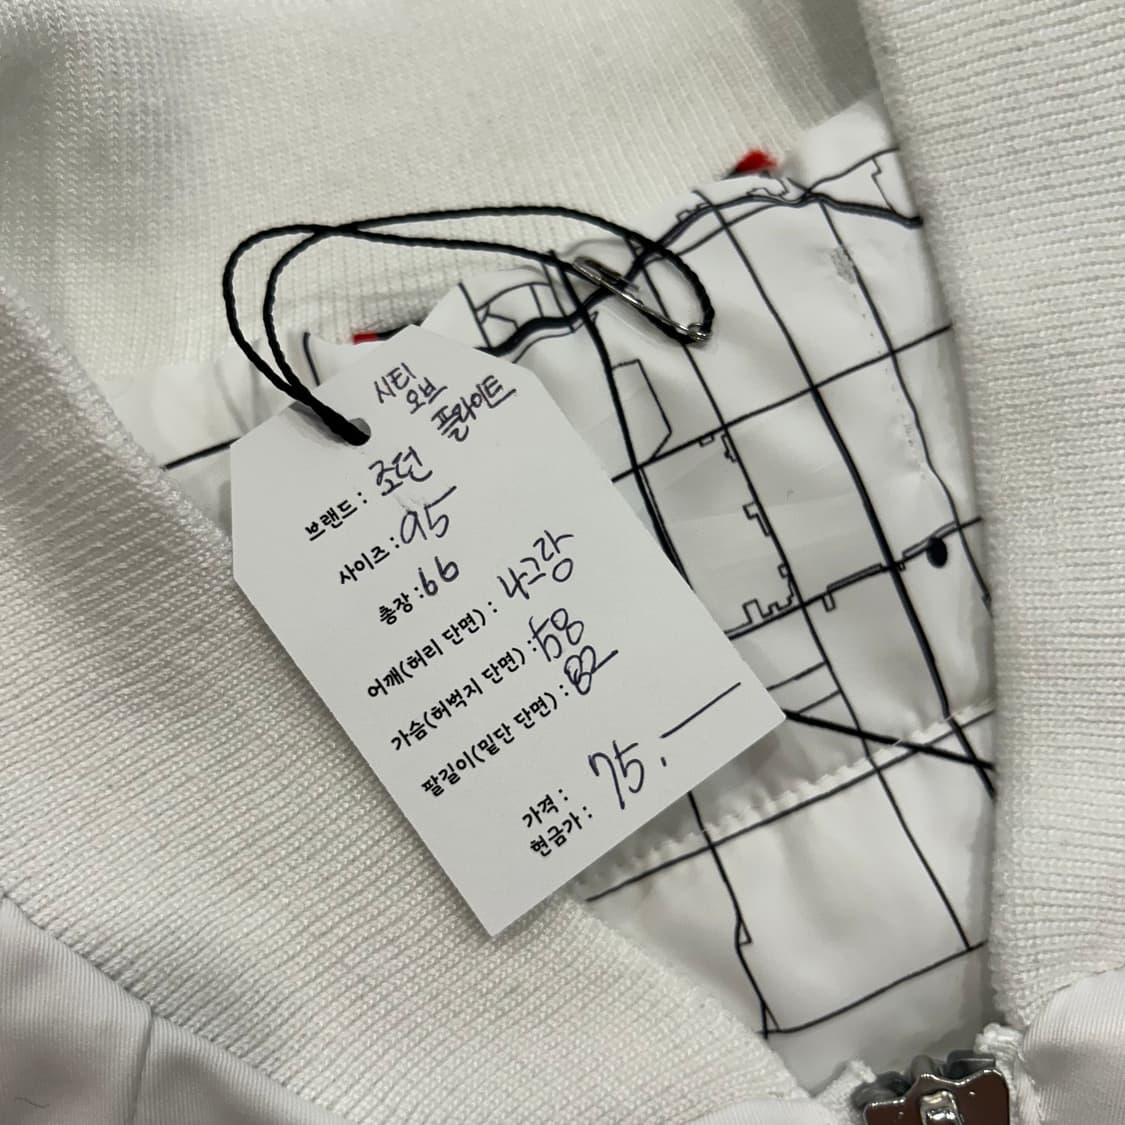 시티
오브
플라이트
브랜드 : 조던
사이즈 : 95
총장 : 66
어깨(허리 단면) : 나그랑
가슴(허벅지 단면) : 58
팔길이(밑단 단면) : 82
가격 : 75.—
현금가 :